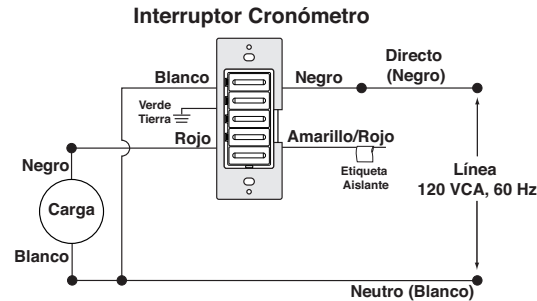 Interruptor Cronómetro
Directo
(Negro)
Blanco
Negro
Verde
Tierra
Rojo
Amarillo/Rojo
Etiqueta
Aislante
Línea
120 VCA, 60 Hz
Negro
Carga
Blanco
Neutro (Blanco)